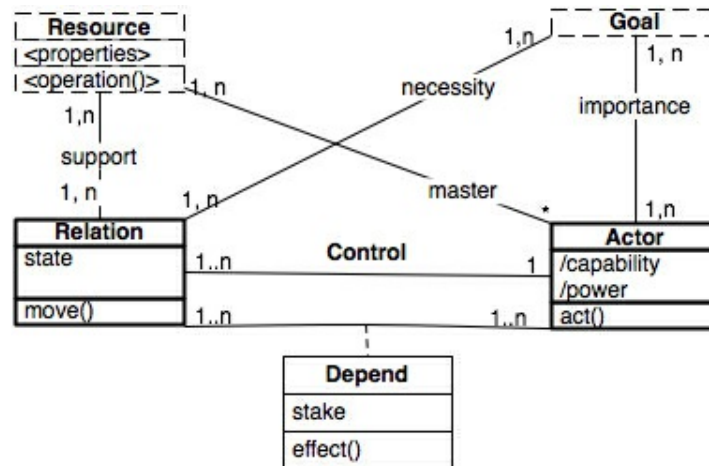 Resource
<properties>
<operation()>
Goal
1,n
1, n
1, n
1,n
necessity
importance
support
1, n
1, n
master
*
1,n
Relation
state
move()
Control
1..n
1
Actor
/capability
/power
act()
1..n
1..n
Depend
stake
effect()